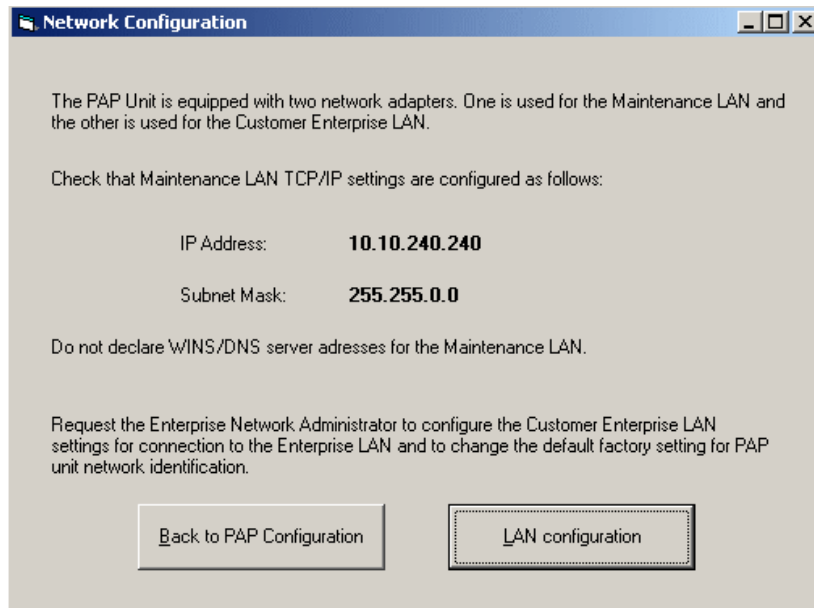 Network Configuration
The PAP Unit is equipped with two network adapters. One is used for the Maintenance LAN and
the other is used for the Customer Enterprise LAN.
Check that Maintenance LAN TCP/IP settings are configured as follows:
IP Address: 10.10.240.240
Subnet Mask: 255.255.0.0
Do not declare WINS/DNS server adresses for the Maintenance LAN.
Request the Enterprise Network Administrator to configure the Customer Enterprise LAN
settings for connection to the Enterprise LAN and to change the default factory setting for PAP
unit network identification.
Back to PAP Configuration LAN configuration